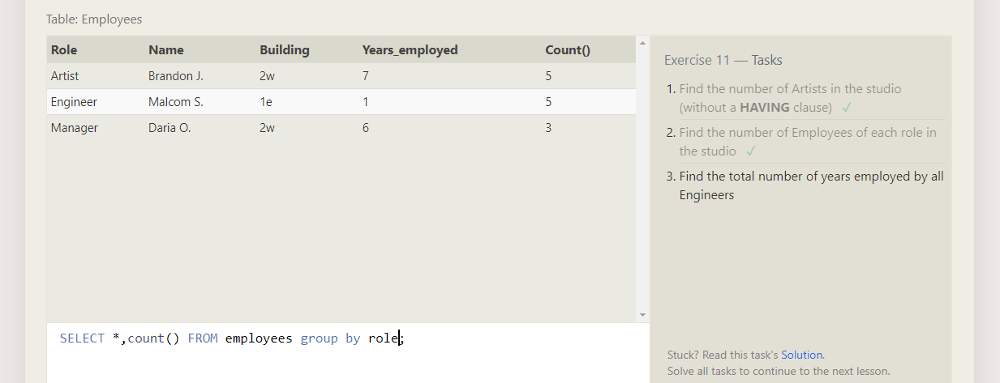 Table: Employees
Role Name Building Years_employed Count()
Artist Brandon J. 2w 7 5
Engineer Malcom S. 1e 1 5
Manager Daria O. 2w 6 3
SELECT *,count() FROM employees group by role;
Exercise 11 — Tasks
1. Find the number of Artists in the studio
(without a HAVING clause) ✓
2. Find the number of Employees of each role in
the studio ✓
3. Find the total number of years employed by all
Engineers
Stuck? Read this task's Solution.
Solve all tasks to continue to the next lesson.